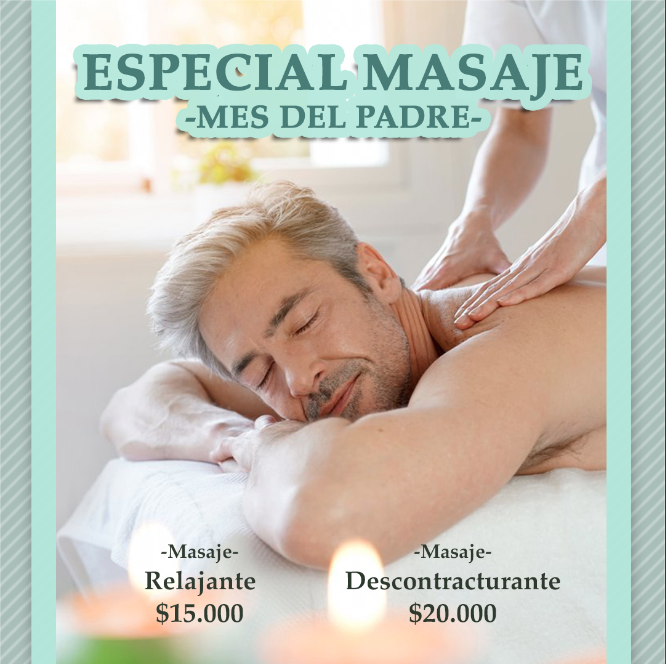 ESPECIAL MASAJE
-MES DEL PADRE-
-Masaje-
Relajante
$15.000
-Masaje-
Descontracturante
$20.000